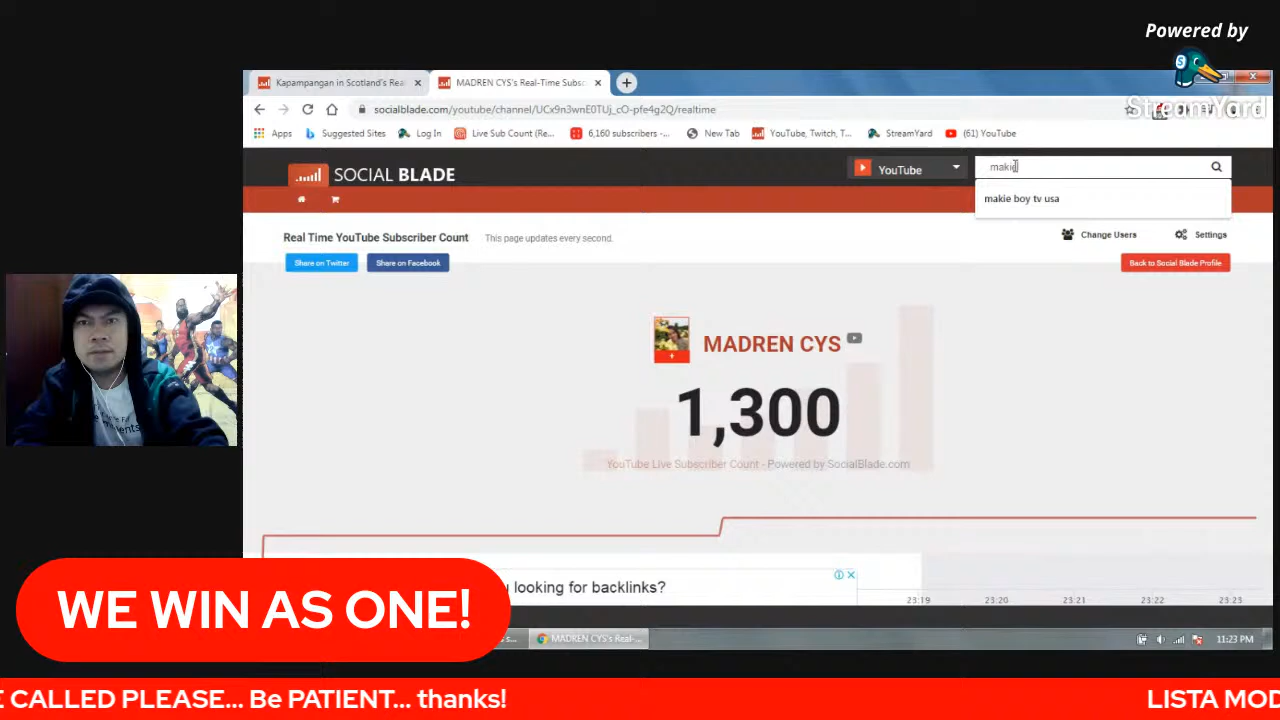 Powered by
StreamYard
Kapampangan in Scotland's Rea
MADREN CYS's Real-Time Subsc
socialblade.com/youtube/channel/UCx9n3wnE0TUj_cO-pfe4g2Q/realtime
Apps
Suggested Sites
Log In
Live Sub Count (Re...
6,160 subscribers -...
New Tab
YouTube, Twitch, T...
StreamYard
(61) YouTube
SOCIAL BLADE
YouTube
makie
makie boy tv usa
Real Time YouTube Subscriber Count
This page updates every second.
Change Users
Settings
Share on Twitter
Share on Facebook
Back to Social Blade Profile
MADREN CYS
1,300
YouTube Live Subscriber Count - Powered by SocialBlade.com
looking for backlinks?
23:19
23:20
23:21
23:22
23:23
WE WIN AS ONE!
MADREN CYS's Real-...
11:23 PM
E CALLED PLEASE... Be PATIENT... thanks!
LISTA MOD